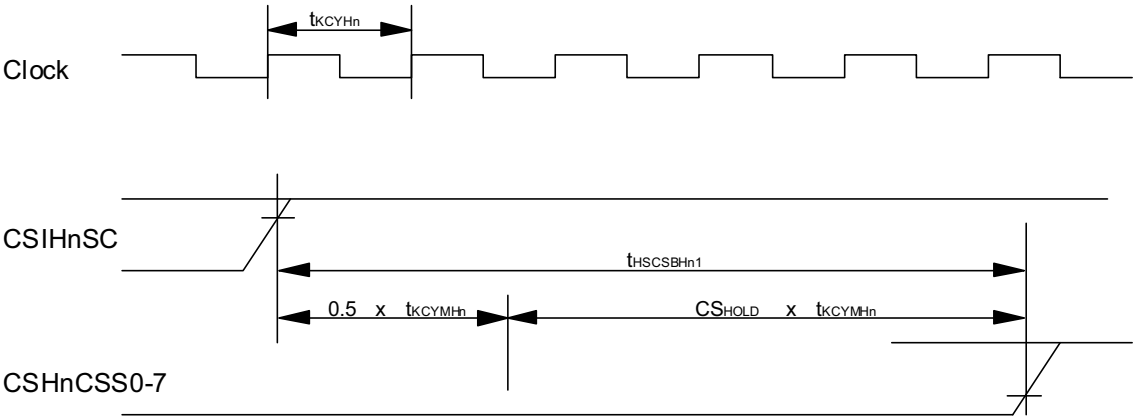 tKCYHn
Clock
CSIHnSC
tHSCSBHn1
0.5 x tKCYMHn
CSHOLD x tKCYMHn
CSHnCSS0-7